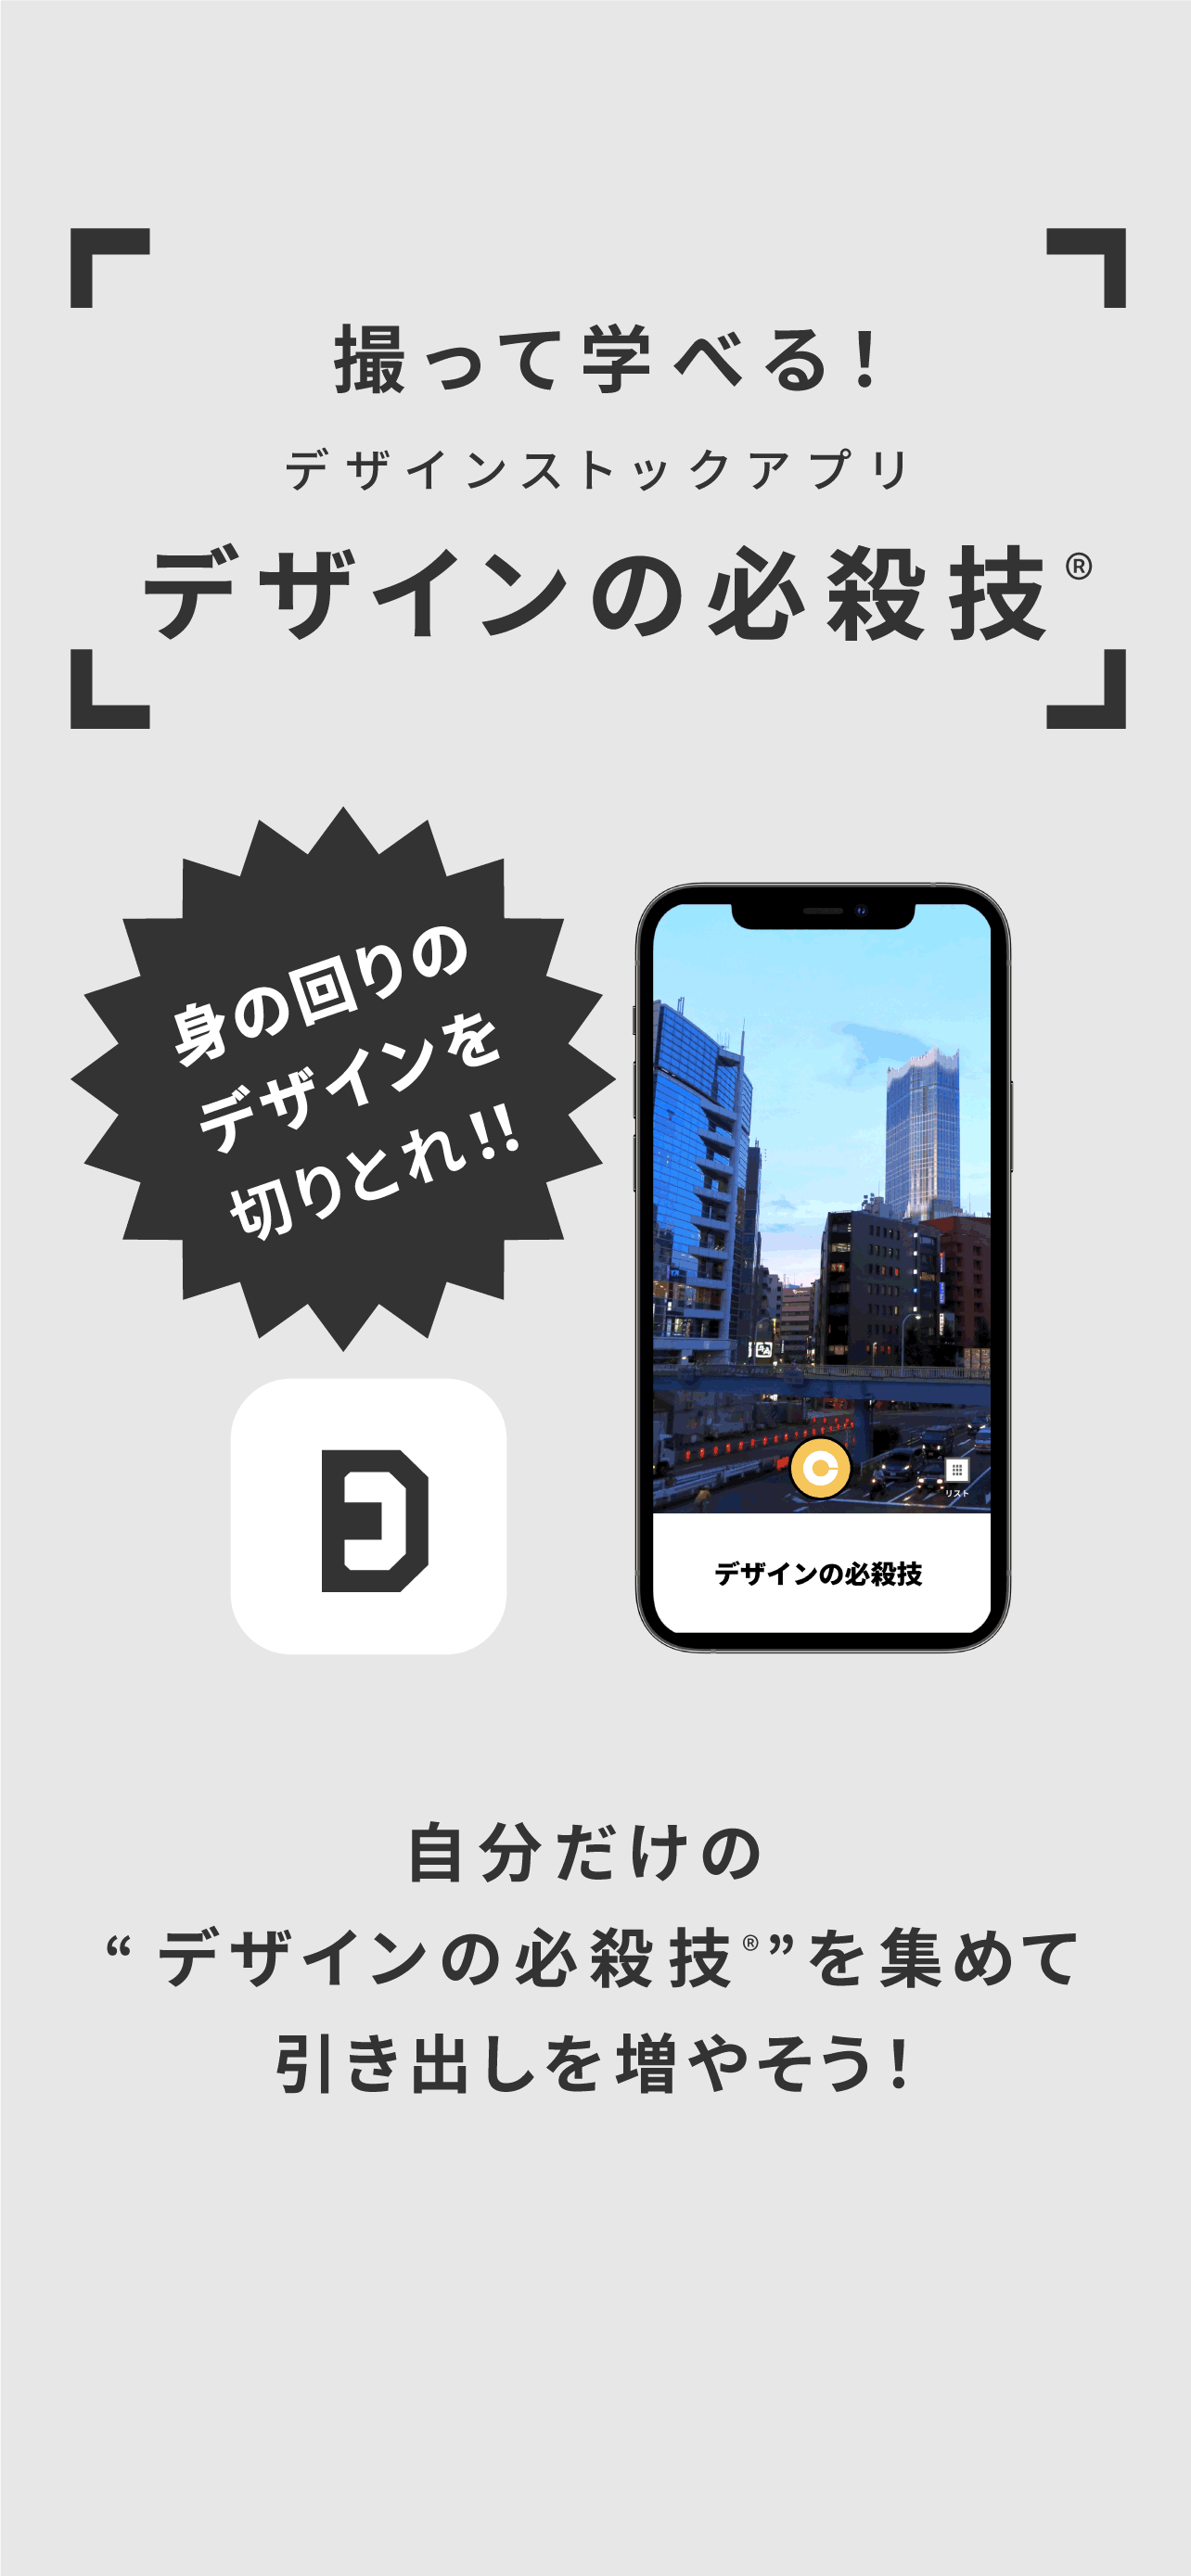 撮って学べる！
デザインストックアプリ
デザインの必殺技®
身の回りの
デザインを
切りとれ!!
リスト
デザインの必殺技
自分だけの
“デザインの必殺技®”を集めて
引き出しを増やそう！